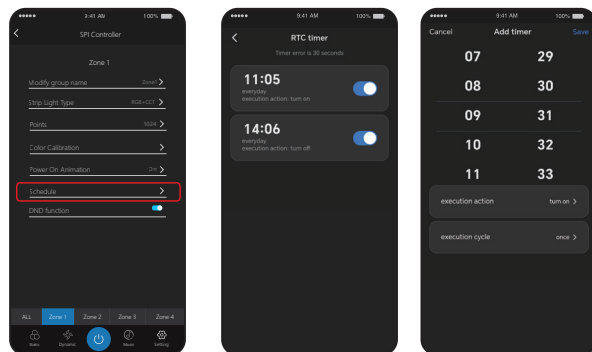 9:41 AM 100%
SPI Controller
Zone 1
Modify group name Zone1
Strip Light Type RGB+CCT
Points 1024
Color Calibration
Power On Animation 2m
Schedule
DND function
ALL Zone 1 Zone 2 Zone 3 Zone 4
Static Dynamic Music Setting
9:41 AM 100%
RTC timer
Timer error is 30 seconds
11:05
everyday
execution action: turn on
14:06
everyday
execution action: turn off
9:41 AM 100%
Cancel Add timer Save
07 29
08 30
09 31
10 32
11 33
execution action turn on
execution cycle once